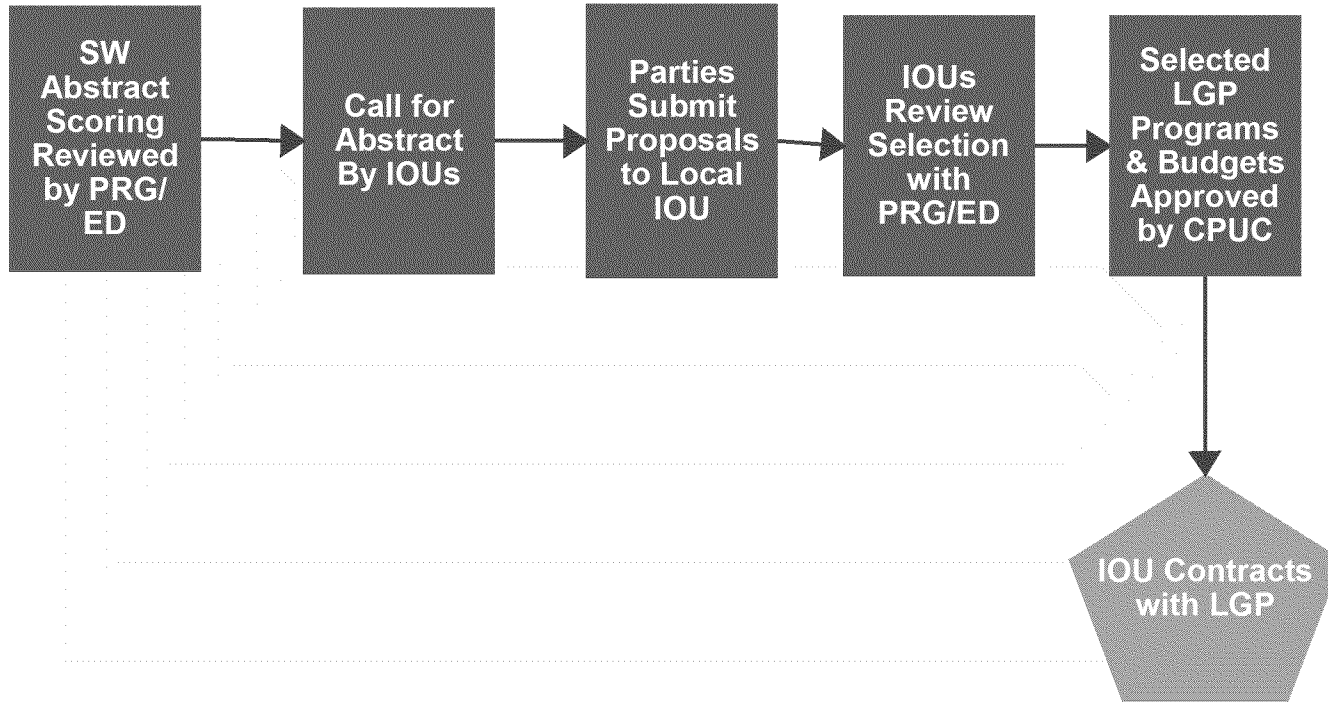 SW
Abstract
Scoring
Reviewed
by PRG/
ED
Call for
Abstract
By IOUs
Parties
Submit
Proposals
to Local
IOU
IOUs
Review
Selection
with
PRG/ED
Selected
LGP
Programs
& Budgets
Approved
by CPUC
IOU Contracts
with LGP